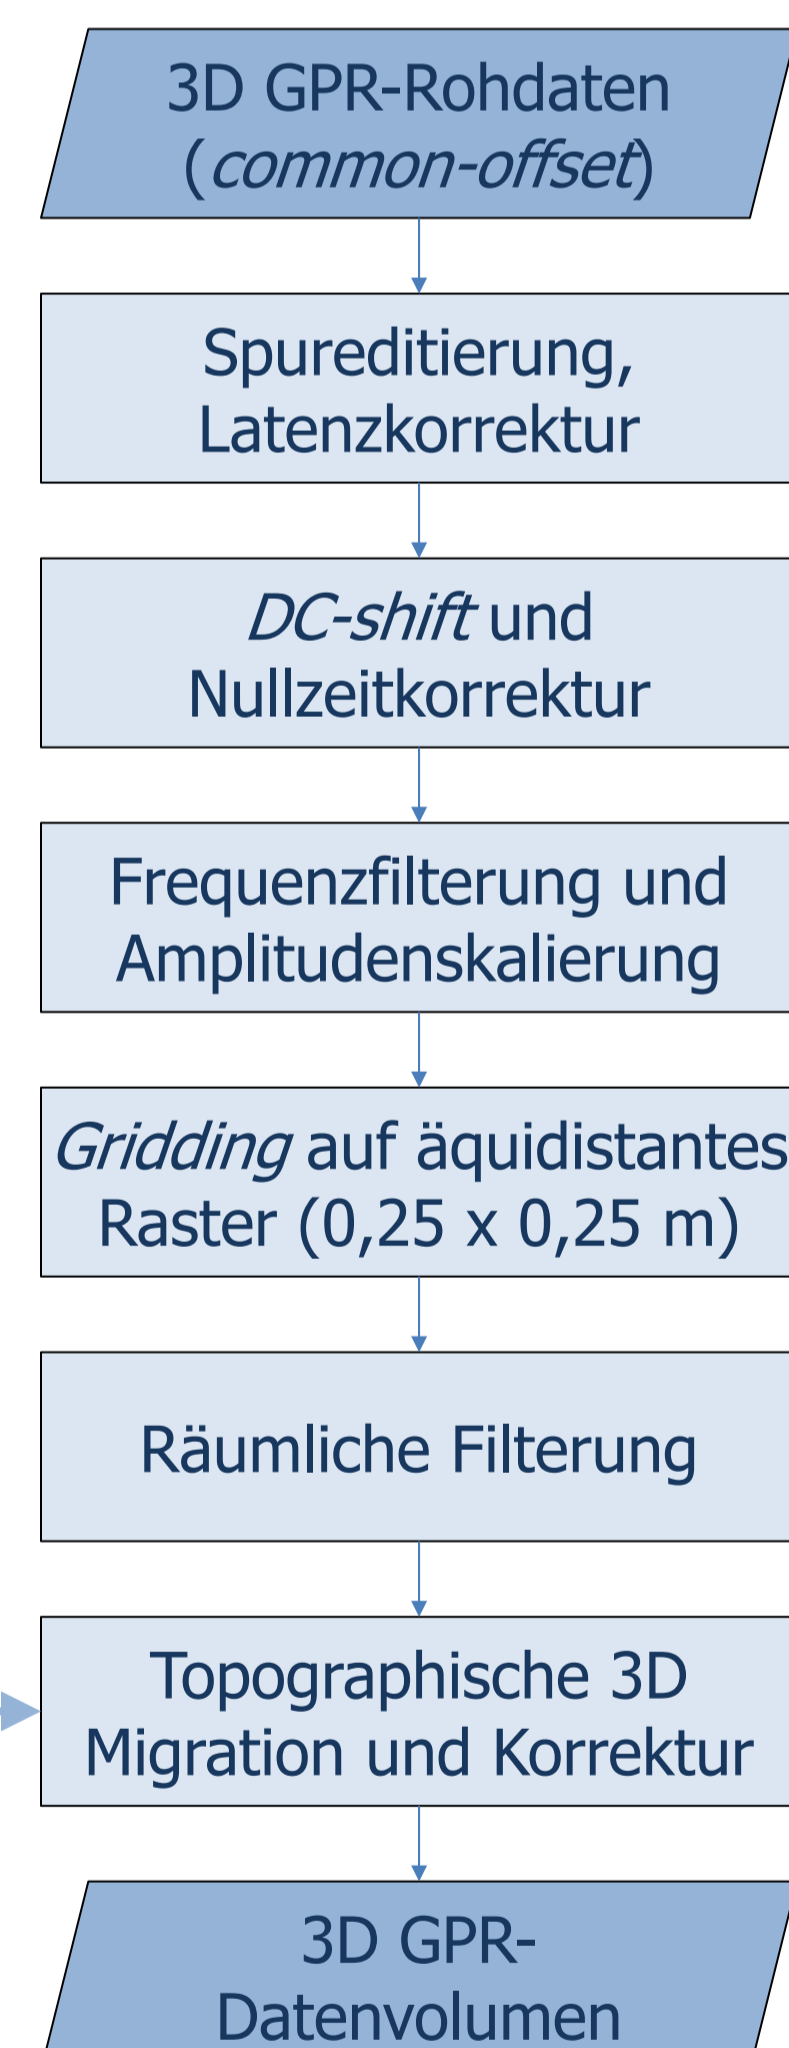 3D GPR-Rohdaten
(common-offset)
Spureditierung,
Latenzkorrektur
DC-shift und
Nullzeitkorrektur
Frequenzfilterung und
Amplitudenskalierung
Gridding auf äquidistantes
Raster (0,25 x 0,25 m)
Räumliche Filterung
Topographische 3D
Migration und Korrektur
3D GPR-
Datenvolumen